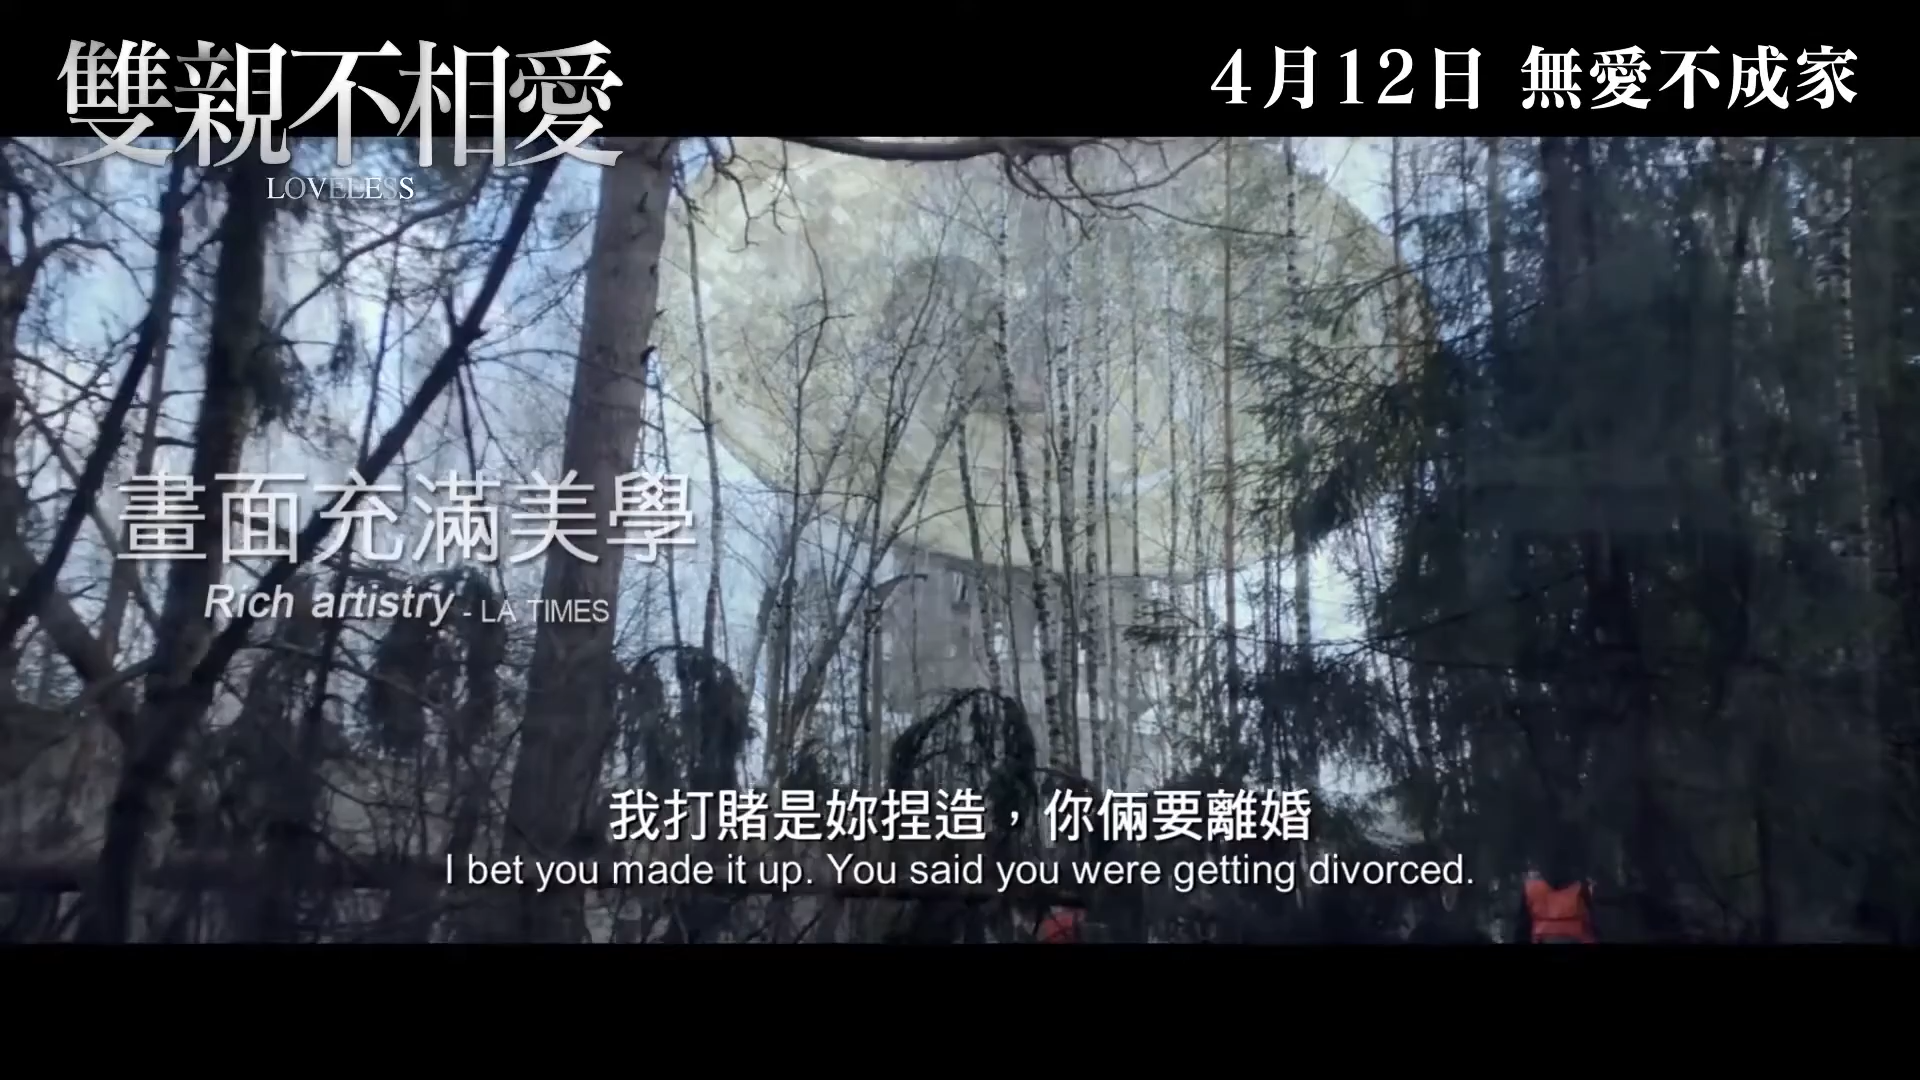 雙親不相愛
LOVELESS
4月12日 無愛不成家
畫面充滿美學
Rich artistry - LA TIMES
我打賭是妳捏造，你倆要離婚
I bet you made it up. You said you were getting divorced.